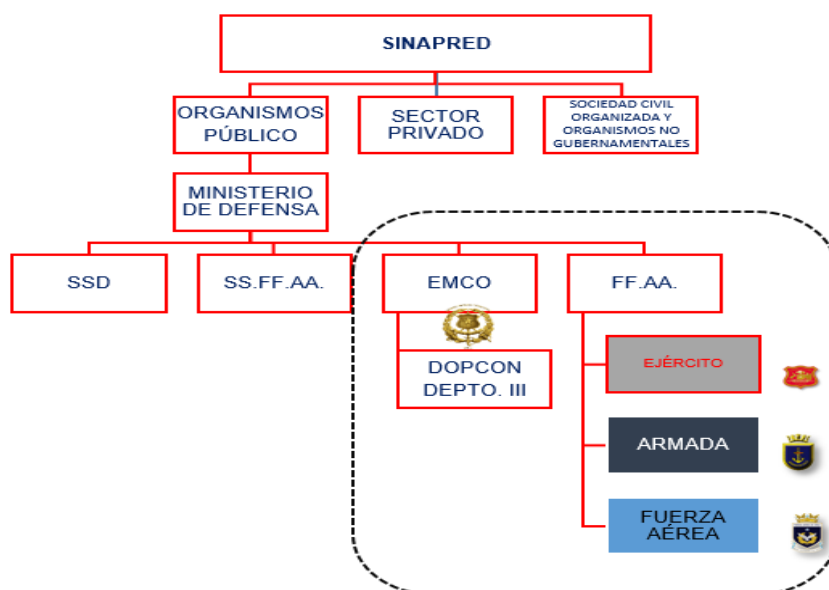 SINAPRED
ORGANISMOS
PÚBLICO
SECTOR
PRIVADO
SOCIEDAD CIVIL
ORGANIZADA Y
ORGANISMOS NO
GUBERNAMENTALES
MINISTERIO
DE DEFENSA
SSD
SS.FF.AA.
EMCO
FF.AA.
DOPCON
DEPTO. III
EJÉRCITO
ARMADA
FUERZA
AÉREA